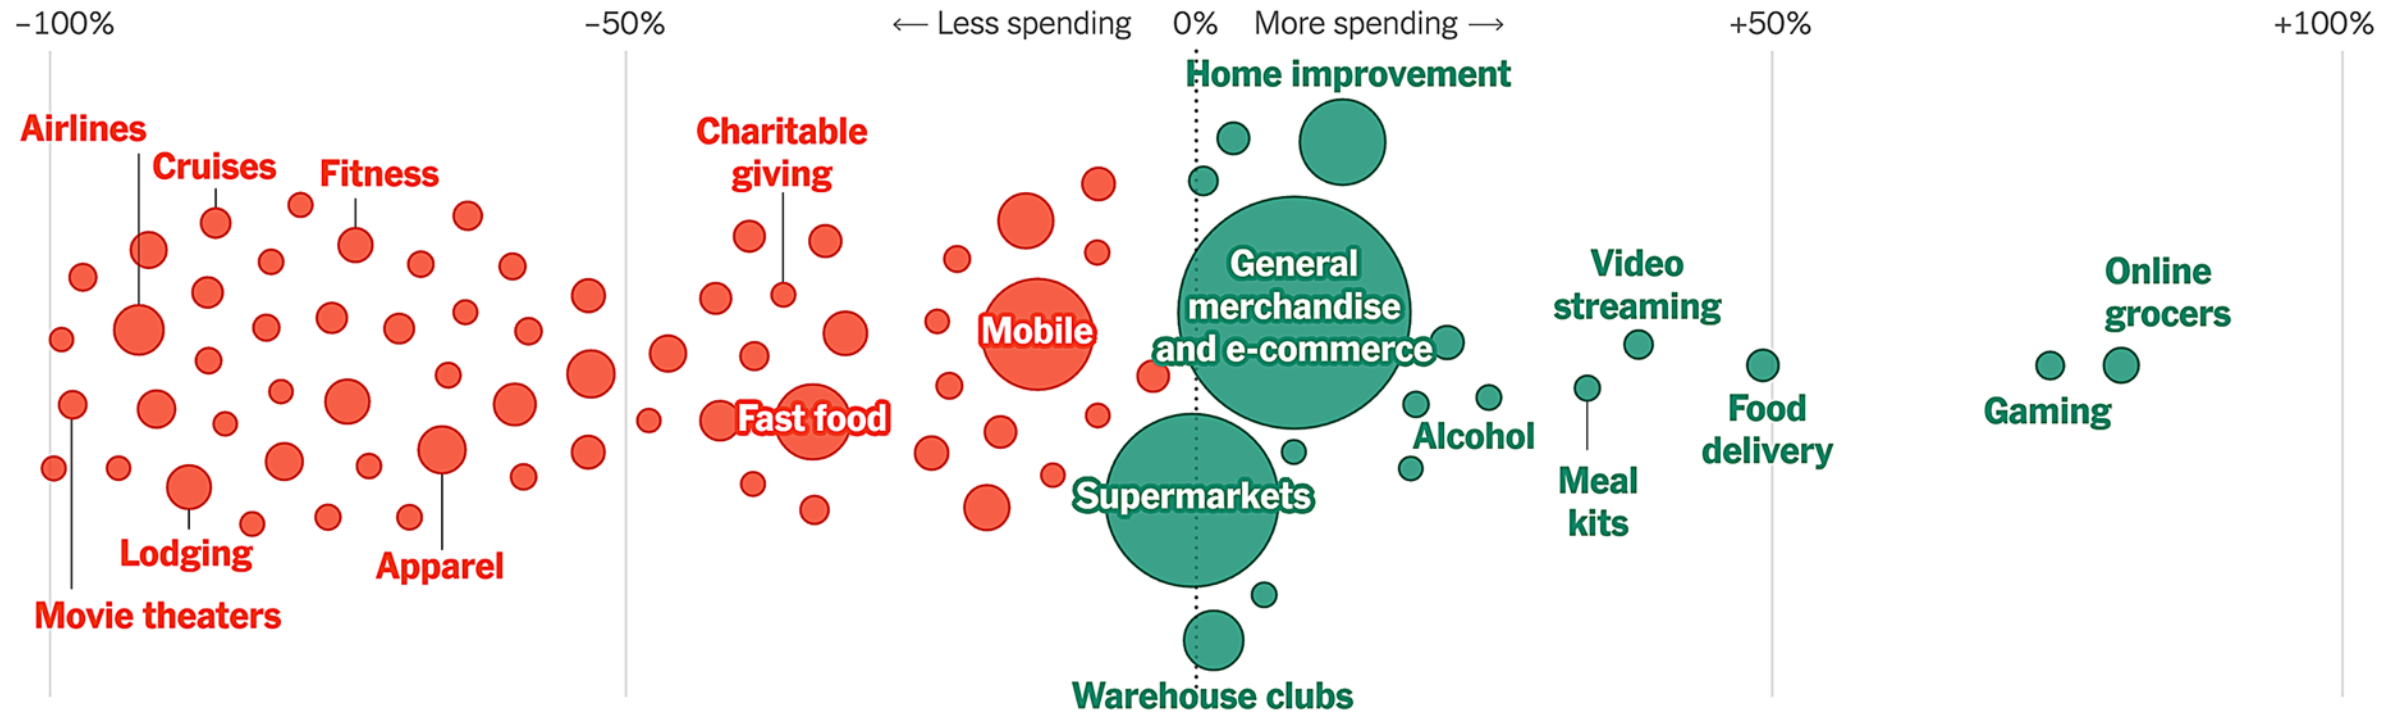 −100%
−50%
← Less spending
0%
More spending →
+50%
+100%
Home improvement
Airlines
Cruises
Fitness
Charitable
giving
General
merchandise
and e-commerce
Video
streaming
Online
grocers
Mobile
Fast food
Alcohol
Food
delivery
Gaming
Meal
kits
Supermarkets
Lodging
Apparel
Movie theaters
Warehouse clubs